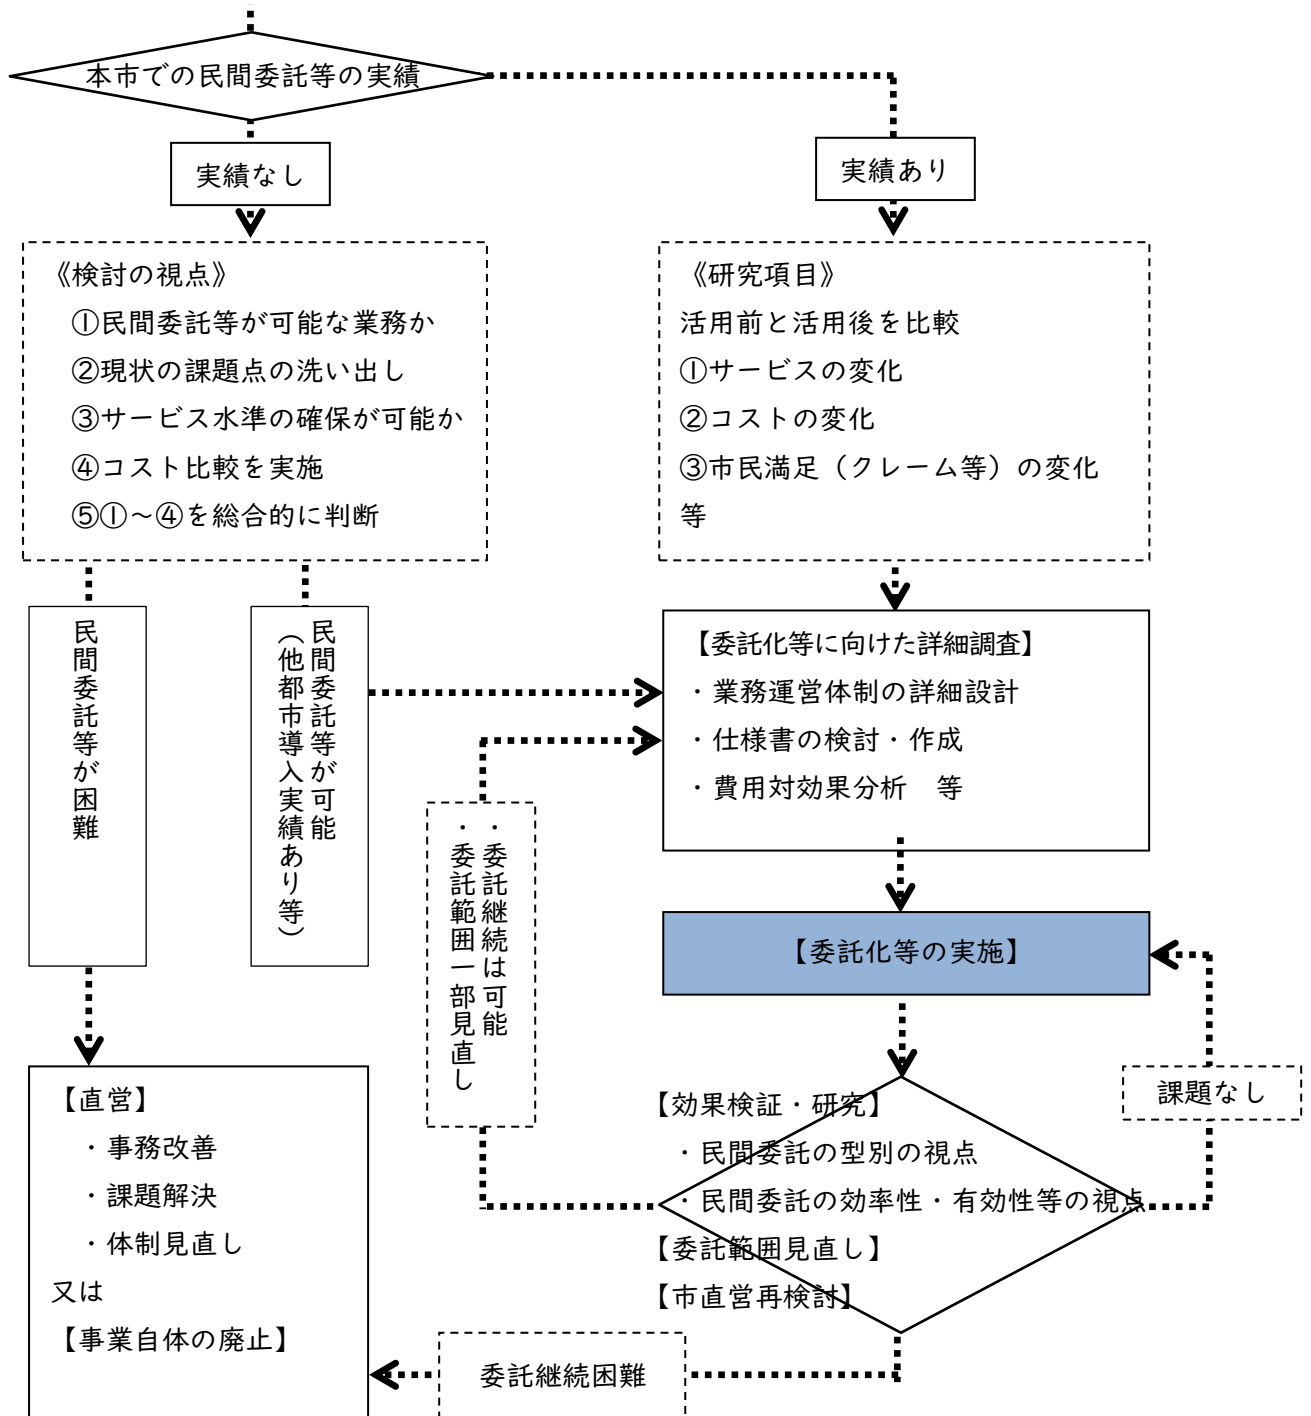 本市での民間委託等の実績
実績なし
実績あり
《検討の視点》
①民間委託等が可能な業務か
②現状の課題点の洗い出し
③サービス水準の確保が可能か
④コスト比較を実施
⑤①～④を総合的に判断
《研究項目》
活用前と活用後を比較
①サービスの変化
②コストの変化
③市民満足（クレーム等）の変化
等
民間委託等が困難
民間委託等が可能
（他都市導入実績あり等）
【委託化等に向けた詳細調査】
・業務運営体制の詳細設計
・仕様書の検討・作成
・費用対効果分析　等
・委託継続は可能
・委託範囲一部見直し
【委託化等の実施】
課題なし
【効果検証・研究】
・民間委託の型別の視点
・民間委託の効率性・有効性等の視点
【委託範囲見直し】
【市直営再検討】
【直営】
・事務改善
・課題解決
・体制見直し
又は
【事業自体の廃止】
委託継続困難